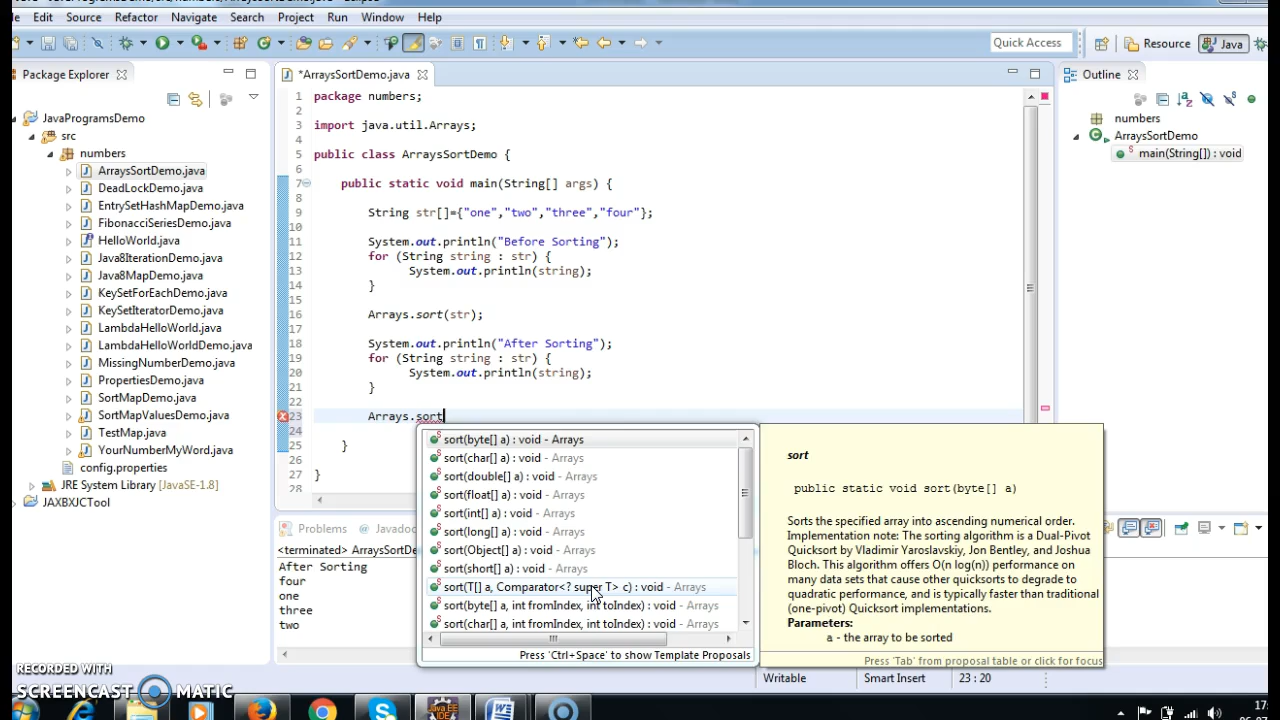 Edit Source Refactor Navigate Search Project Run Window Help
Quick Access Resource Java
Package Explorer
JavaProgramsDemo
src
numbers
ArraysSortDemo.java
DeadLockDemo.java
EntrySetHashMapDemo.java
FibonacciSeriesDemo.java
HelloWorld.java
Java8IterationDemo.java
Java8MapDemo.java
KeySetForEachDemo.java
KeySetIteratorDemo.java
LambdaHelloWorld.java
LambdaHelloWorldDemo.java
MissingNumberDemo.java
PropertiesDemo.java
SortMapDemo.java
SortMapValuesDemo.java
TestMap.java
YourNumberMyWord.java
config.properties
JRE System Library [JavaSE-1.8]
JAXBXJCTool
*ArraysSortDemo.java
1 package numbers;
2
3 import java.util.Arrays;
4
5 public class ArraysSortDemo {
6
7 public static void main(String[] args) {
8
9 String str[]={"one","two","three","four"};
10
11 System.out.println("Before Sorting");
12 for (String string : str) {
13 System.out.println(string);
14 }
15
16 Arrays.sort(str);
17
18 System.out.println("After Sorting");
19 for (String string : str) {
20 System.out.println(string);
21 }
22
23 Arrays.sort
24
25 }
26
27 }
28
sort(byte[] a) : void - Arrays
sort(char[] a) : void - Arrays
sort(double[] a) : void - Arrays
sort(float[] a) : void - Arrays
sort(int[] a) : void - Arrays
sort(long[] a) : void - Arrays
sort(Object[] a) : void - Arrays
sort(short[] a) : void - Arrays
sort(T[] a, Comparator<? super T> c) : void - Arrays
sort(byte[] a, int fromIndex, int toIndex) : void - Arrays
sort(char[] a, int fromIndex, int toIndex) : void - Arrays
Press 'Ctrl+Space' to show Template Proposals
sort
public static void sort(byte[] a)
Sorts the specified array into ascending numerical order.
Implementation note: The sorting algorithm is a Dual-Pivot
Quicksort by Vladimir Yaroslavskiy, Jon Bentley, and Joshua
Bloch. This algorithm offers O(n log(n)) performance on
many data sets that cause other quicksorts to degrade to
quadratic performance, and is typically faster than traditional
(one-pivot) Quicksort implementations.
Parameters:
a - the array to be sorted
Press 'Tab' from proposal table or click for focus
Outline
numbers
ArraysSortDemo
main(String[]) : void
Problems Javadoc
<terminated> ArraysSortDe
After Sorting
four
one
three
two
Writable Smart Insert 23 : 20
RECORDED WITH
SCREENCAST MATIC
Java EE
IDE